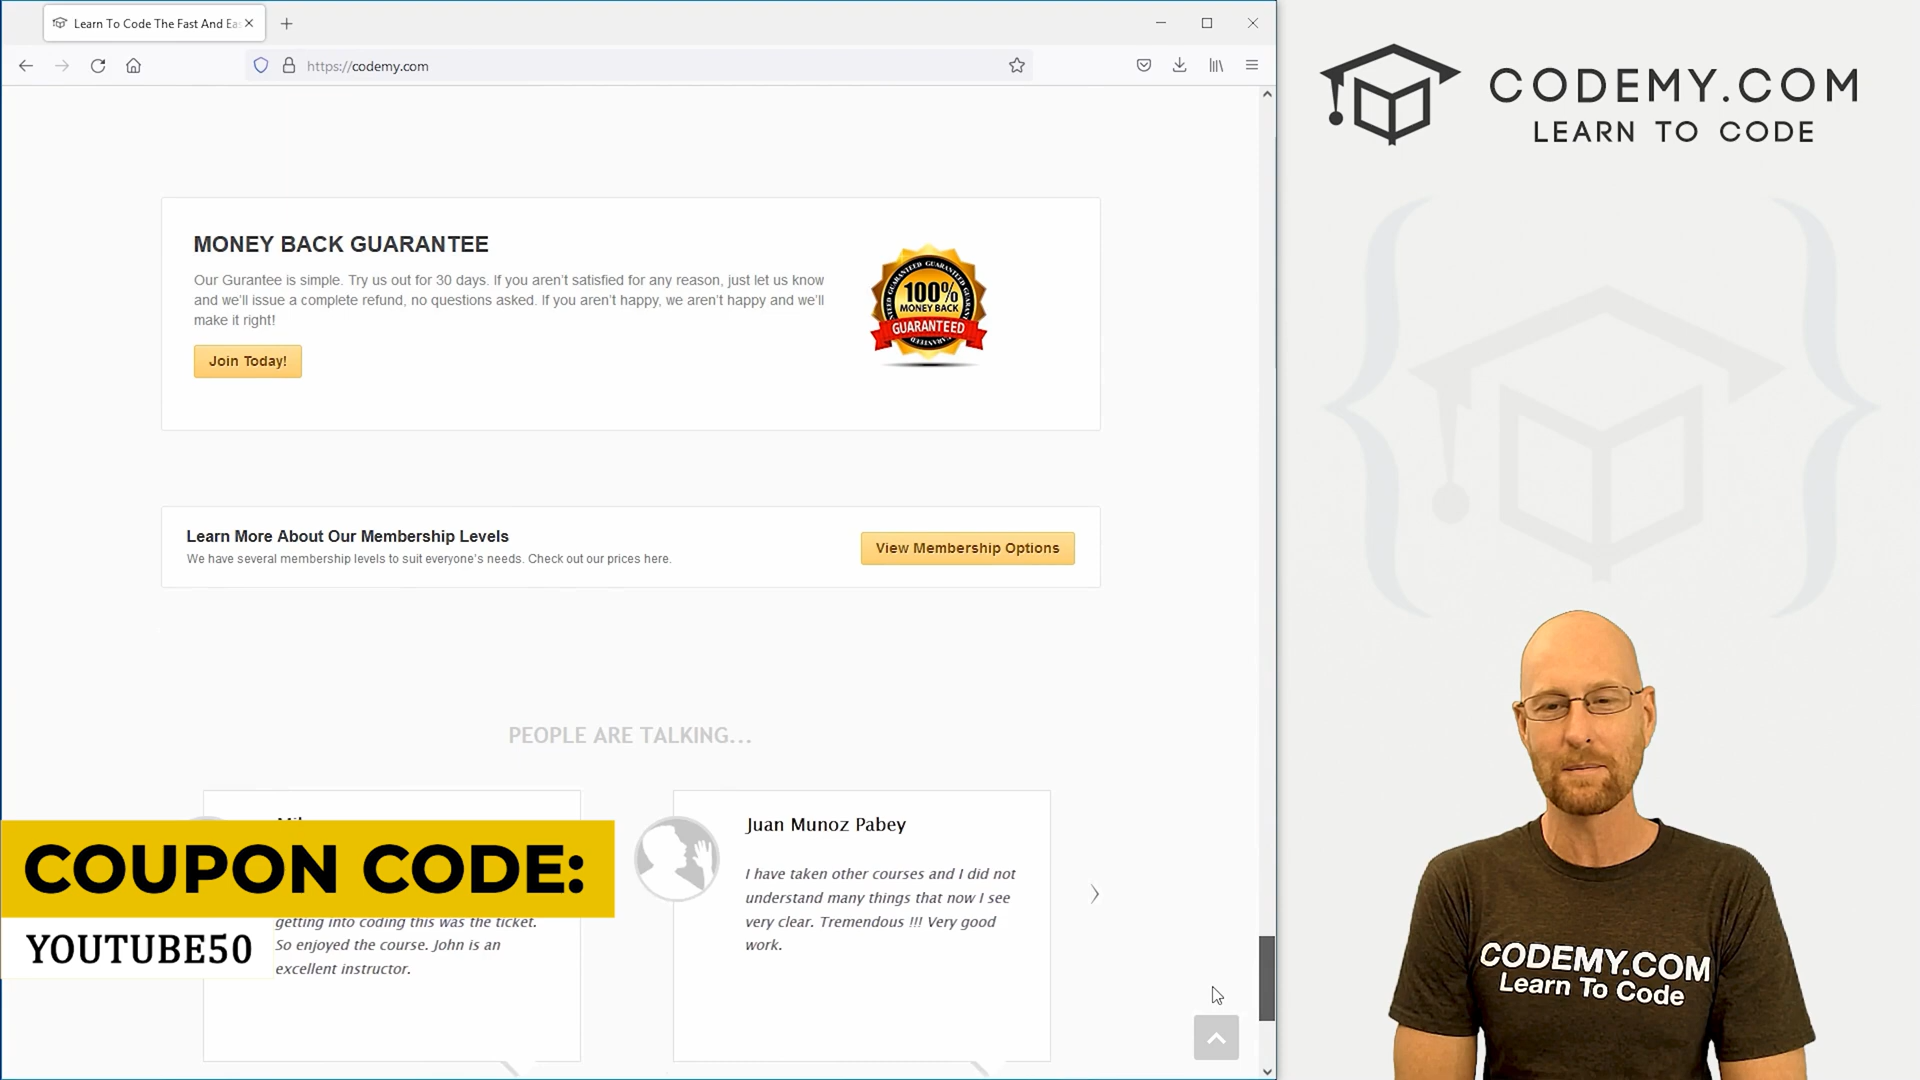 Learn To Code The Fast And Ea
https://codemy.com
CODEMY.COM
LEARN TO CODE
MONEY BACK GUARANTEE
Our Gurantee is simple. Try us out for 30 days. If you aren't satisfied for any reason, just let us know
and we'll issue a complete refund, no questions asked. If you aren't happy, we aren't happy and we'll
make it right!
Join Today!
GUARANTEED GUARANTEED
100%
MONEY BACK
GUARANTEED
Learn More About Our Membership Levels
We have several membership levels to suit everyone's needs. Check out our prices here.
View Membership Options
PEOPLE ARE TALKING...
Juan Munoz Pabey
I have taken other courses and I did not
understand many things that now I see
very clear. Tremendous !!! Very good
work.
COUPON CODE:
YOUTUBE50
getting into coding this was the ticket.
So enjoyed the course. John is an
excellent instructor.
CODEMY.COM
Learn To Code